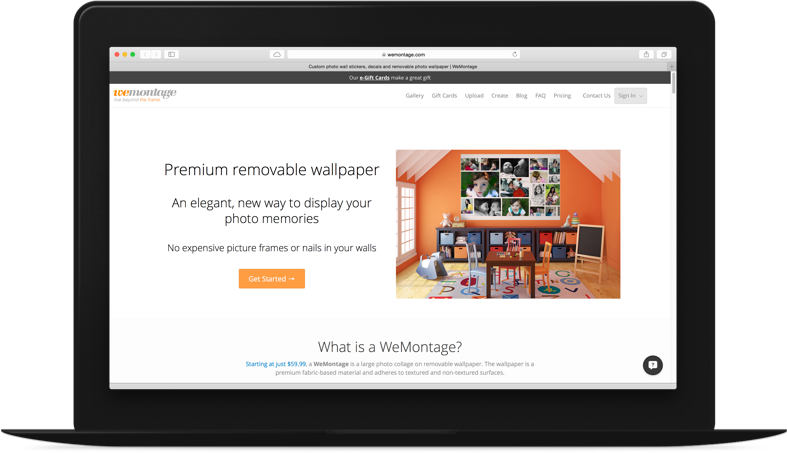 wemontage.com
Custom photo wall stickers, decals and removable photo wallpaper | WeMontage
Our e-Gift Cards make a great gift
wemontage
live beyond the frame.
Gallery Gift Cards Upload Create Blog FAQ Pricing Contact Us Sign In
Premium removable wallpaper
An elegant, new way to display your
photo memories
No expensive picture frames or nails in your walls
Get Started →
What is a WeMontage?
Starting at just $59.99, a WeMontage is a large photo collage on removable wallpaper. The wallpaper is a
premium fabric-based material and adheres to textured and non-textured surfaces.